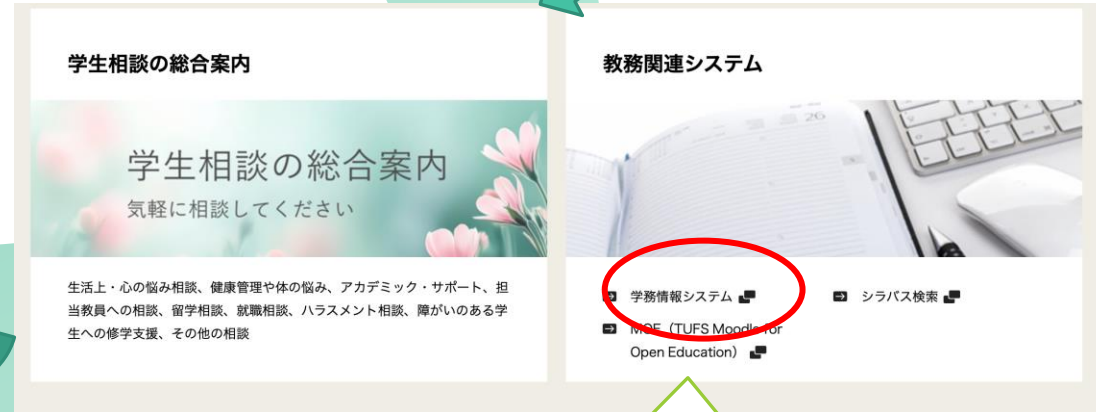 学生相談の総合案内
学生相談の総合案内
気軽に相談してください
生活上・心の悩み相談、健康管理や体の悩み、アカデミック・サポート、担
当教員への相談、留学相談、就職相談、ハラスメント相談、障がいのある学
生への修学支援、その他の相談
教務関連システム
26
学務情報システム
シラバス検索
MOE（TUFS Moodle for
Open Education）